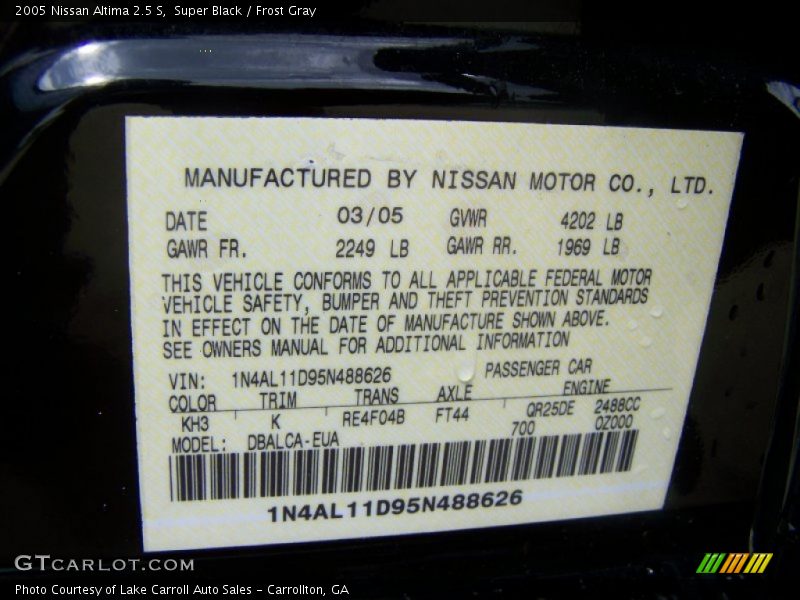 2005 Nissan Altima 2.5 S, Super Black / Frost Gray
MANUFACTURED BY NISSAN MOTOR CO., LTD.
DATE 03/05 GVWR 4202 LB
GAWR FR. 2249 LB GAWR RR. 1969 LB
THIS VEHICLE CONFORMS TO ALL APPLICABLE FEDERAL MOTOR
VEHICLE SAFETY, BUMPER AND THEFT PREVENTION STANDARDS
IN EFFECT ON THE DATE OF MANUFACTURE SHOWN ABOVE.
SEE OWNERS MANUAL FOR ADDITIONAL INFORMATION
VIN: 1N4AL11D95N488626 PASSENGER CAR
COLOR TRIM TRANS AXLE ENGINE
KH3 K RE4F04B FT44 QR25DE 2488CC
700 0Z000
MODEL: DBALCA-EUA
1N4AL11D95N488626
GTCARLOT.COM
Photo Courtesy of Lake Carroll Auto Sales - Carrollton, GA